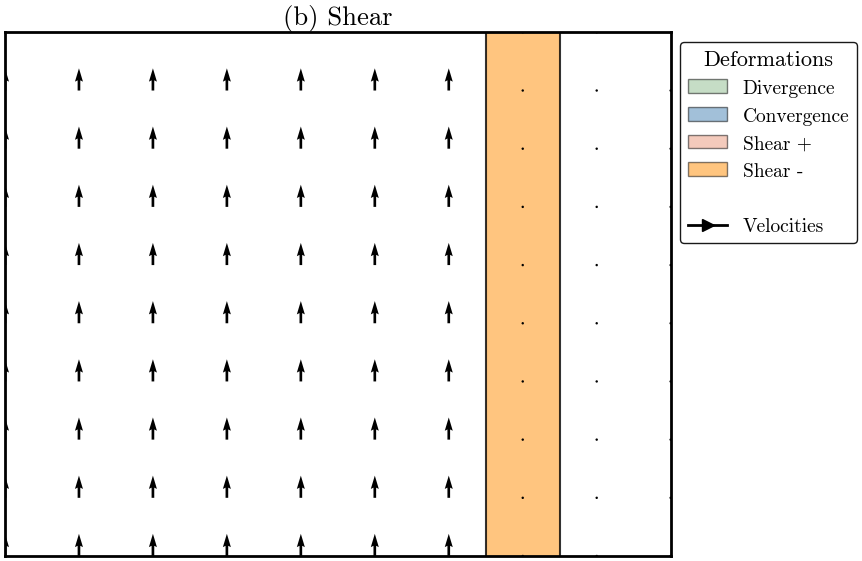 (b) Shear
Deformations
Divergence
Convergence
Shear +
Shear -
Velocities